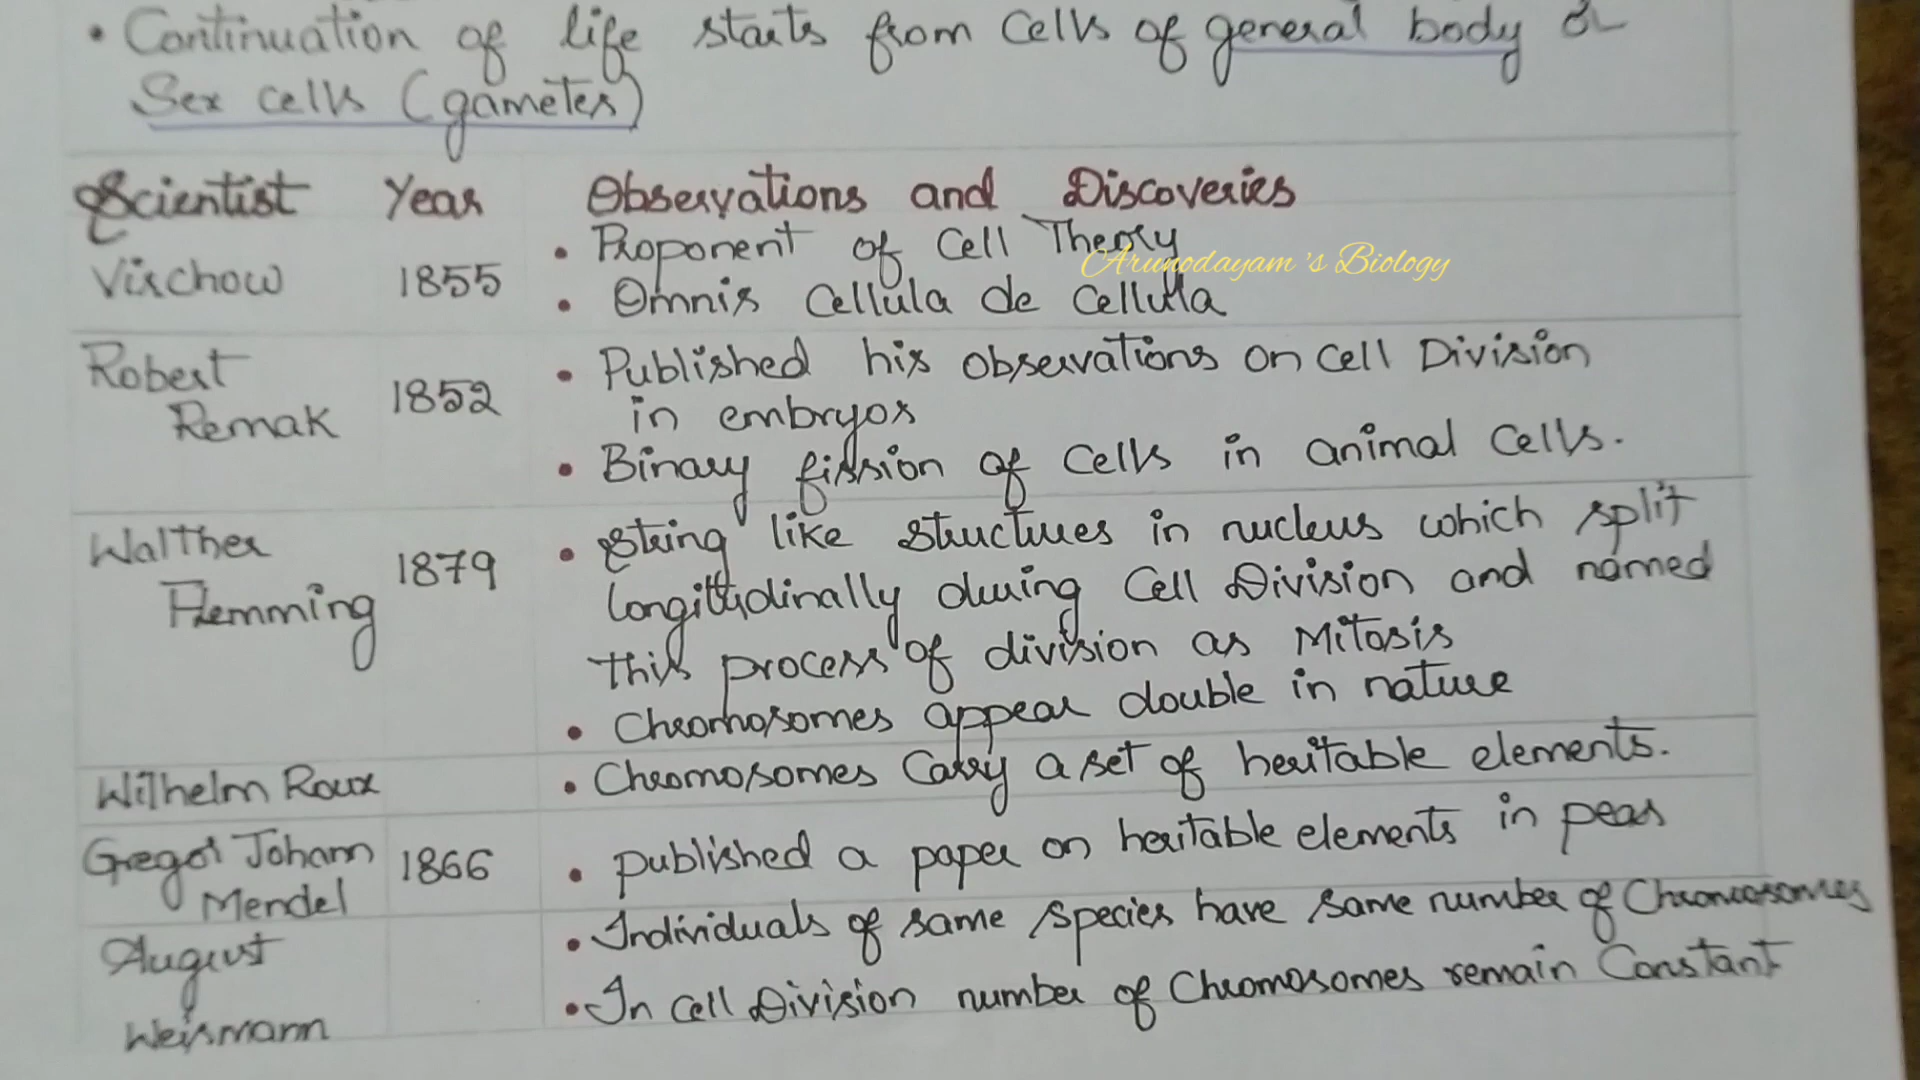 • Continuation of life starts from cells of general body or
Sex cells (gametes)
Scientist Year Observations and Discoveries
Virchow 1855 • Proponent of Cell Theory
• Omnis Cellula de Cellula
Arunodayam's Biology
Robert Remak 1852 • Published his observations on cell Division
in embryos
• Binary fission of cells in animal cells.
Walther Flemming 1879 • String like structures in nucleus which split
longitudinally during Cell Division and named
this process of division as Mitosis
• Chromosomes appear double in nature
Wilhelm Roux • Chromosomes Carry a set of heritable elements.
Gregor Johann Mendel 1866 • published a paper on heritable elements in peas
August Weismann • Individuals of same species have same number of Chromosomes
• In cell Division number of Chromosomes remain Constant